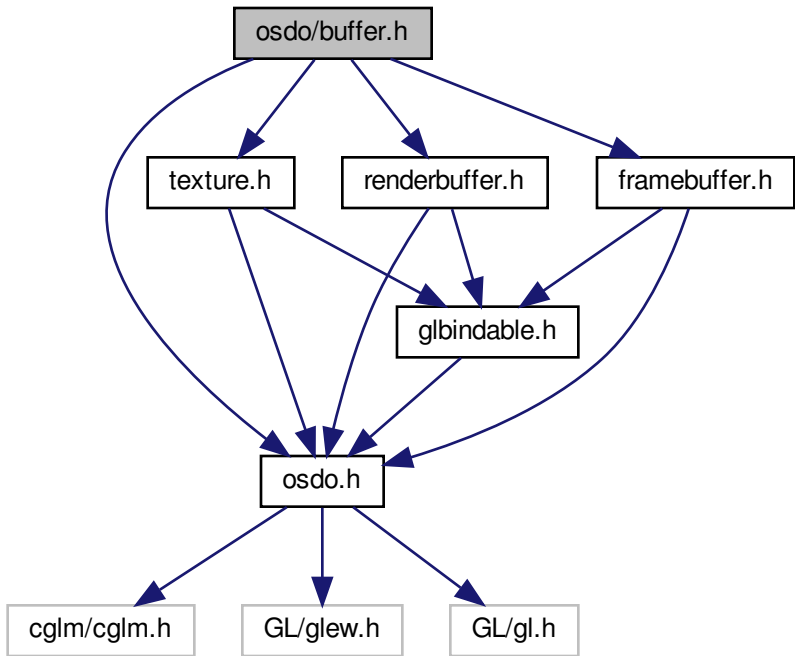 osdo/buffer.h
texture.h
renderbuffer.h
framebuffer.h
glbindable.h
osdo.h
cglm/cglm.h
GL/glew.h
GL/gl.h